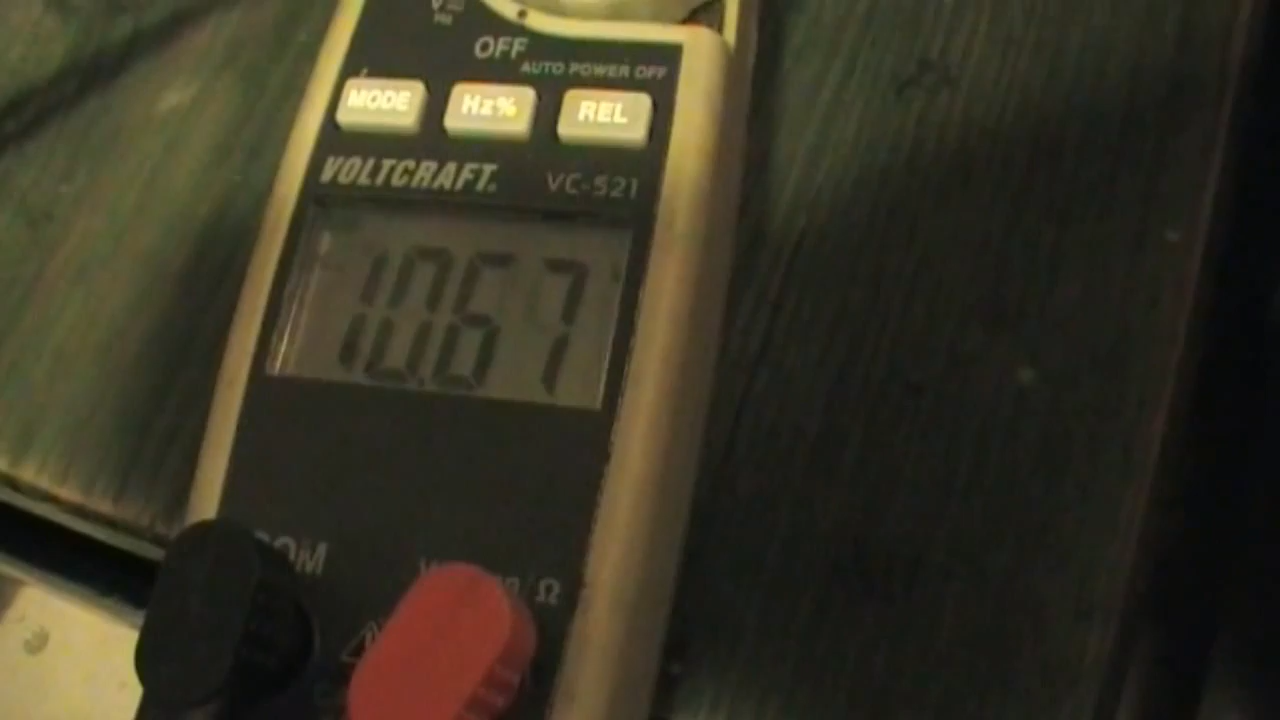 OFF
AUTO POWER OFF
MODE Hz% REL
VOLTCRAFT® VC-521
10.67
COM
Ω